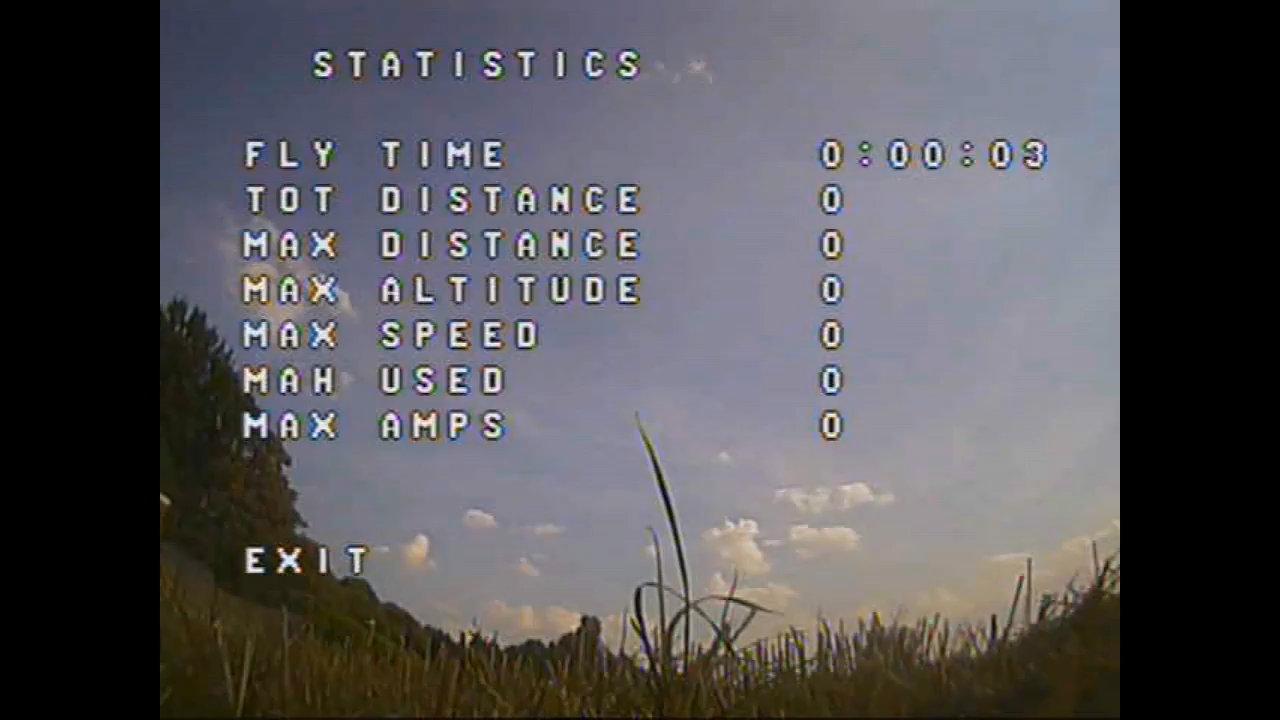 STATISTICS
FLY TIME 0:00:03
TOT DISTANCE 0
MAX DISTANCE 0
MAX ALTITUDE 0
MAX SPEED 0
MAH USED 0
MAX AMPS 0
EXIT